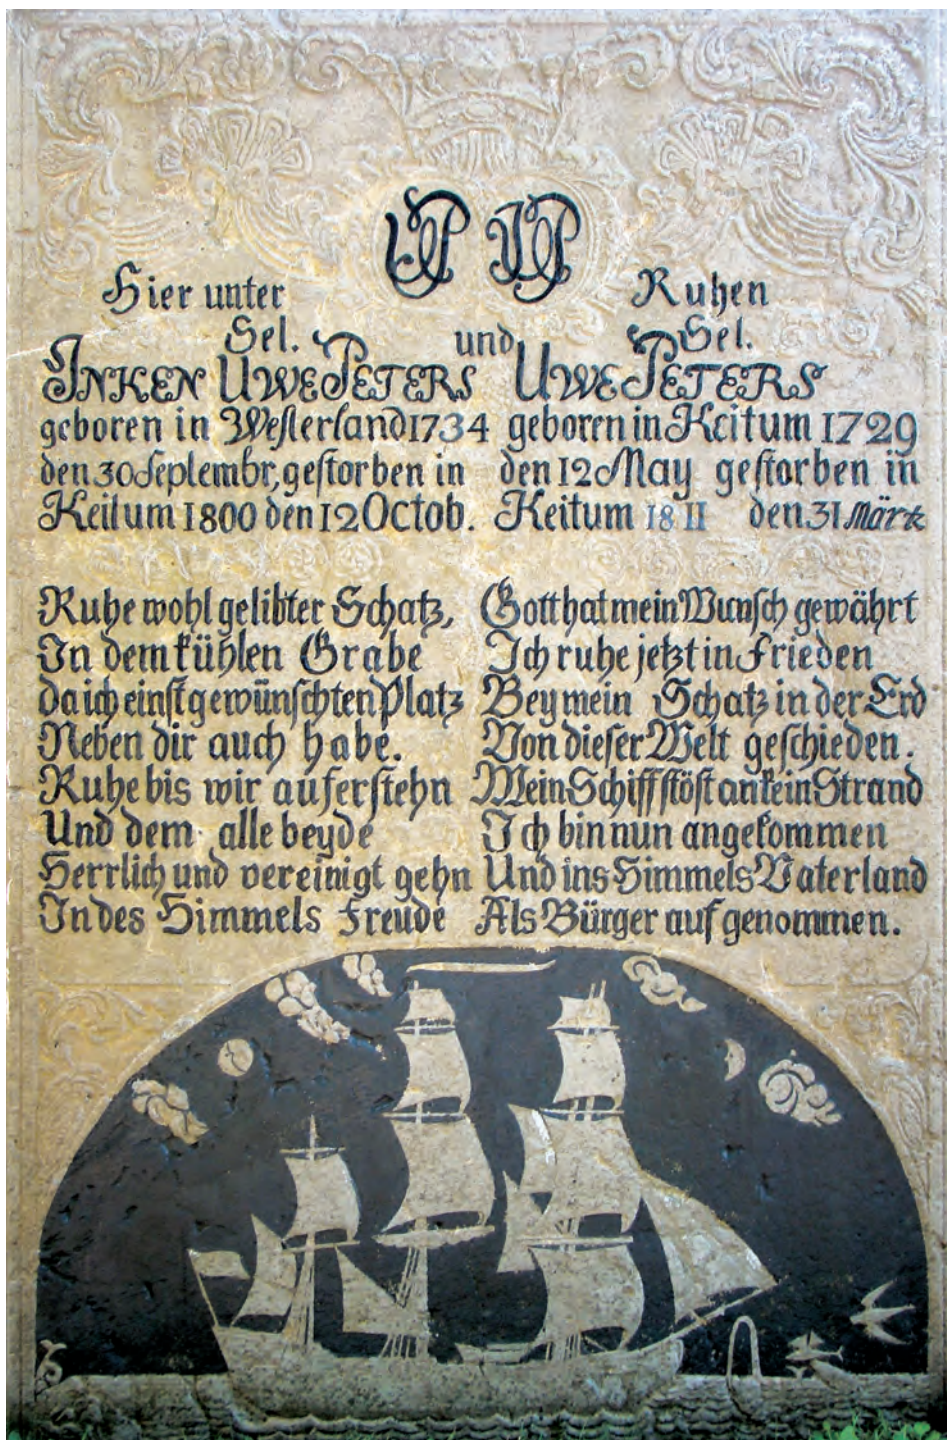 UP IUP
Hier unter Ruhen
Sel. und Sel.
INKEN UWE PETERS UWE PETERS
geboren in Westerland 1734 geboren in Keitum 1729
den 30 Septembr, gestorben in den 12 May gestorben in
Keitum 1800 den 12 Octob. Keitum 1811 den 31 Märtz
Ruhe wohl gelibter Schatz,
In dem kühlen Grabe
da ich einst gewünschten Platz
Neben dir auch habe.
Ruhe bis wir auferstehn
Und dem alle beyde
Herrlich und vereinigt gehn
In des Himmels Freude
Gott hat mein Wunsch gewährt
Ich ruhe jetzt in Frieden
Bey mein Schatz in der Erd
Von dieser Welt geschieden.
Mein Schiff stöst an kein Strand
Ich bin nun angekommen
Und ins Himmels Vaterland
Als Bürger aufgenommen.